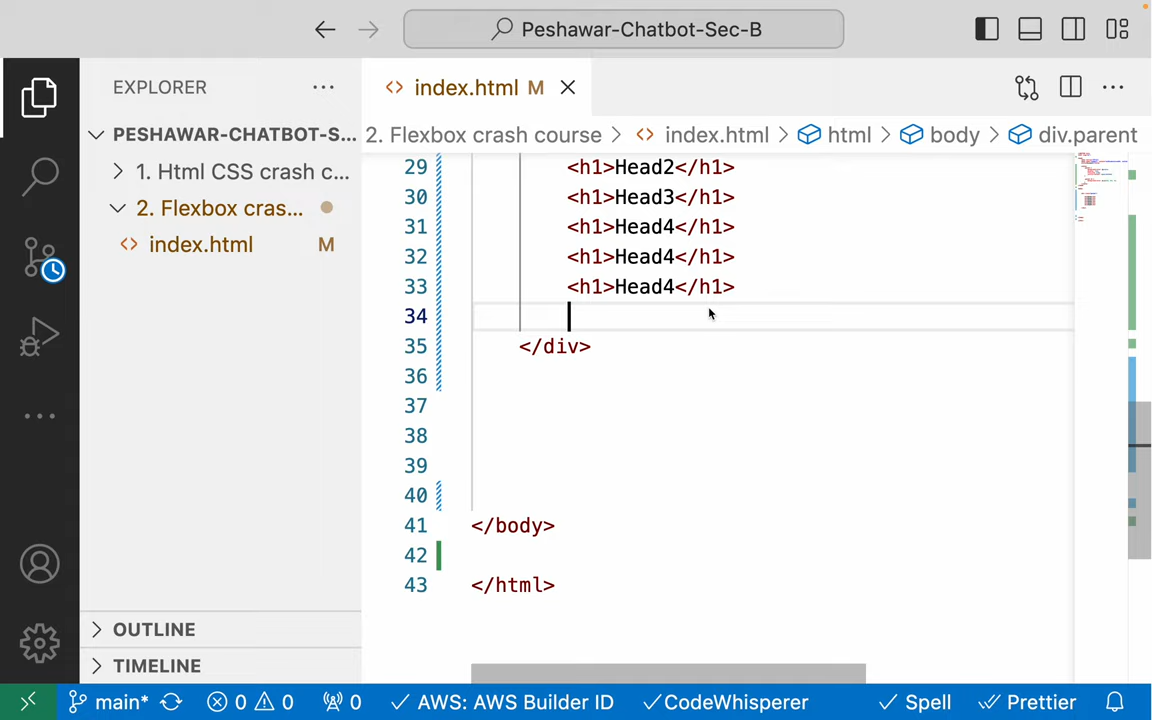 Peshawar-Chatbot-Sec-B
EXPLORER
index.html M
PESHAWAR-CHATBOT-S...
1. Html CSS crash c...
2. Flexbox cras...
index.html M
2. Flexbox crash course > index.html > html > body > div.parent
29 <h1>Head2</h1>
30 <h1>Head3</h1>
31 <h1>Head4</h1>
32 <h1>Head4</h1>
33 <h1>Head4</h1>
34
35 </div>
36
37
38
39
40
41 </body>
42
43 </html>
OUTLINE
TIMELINE
main* 0 0 0 AWS: AWS Builder ID CodeWhisperer Spell Prettier